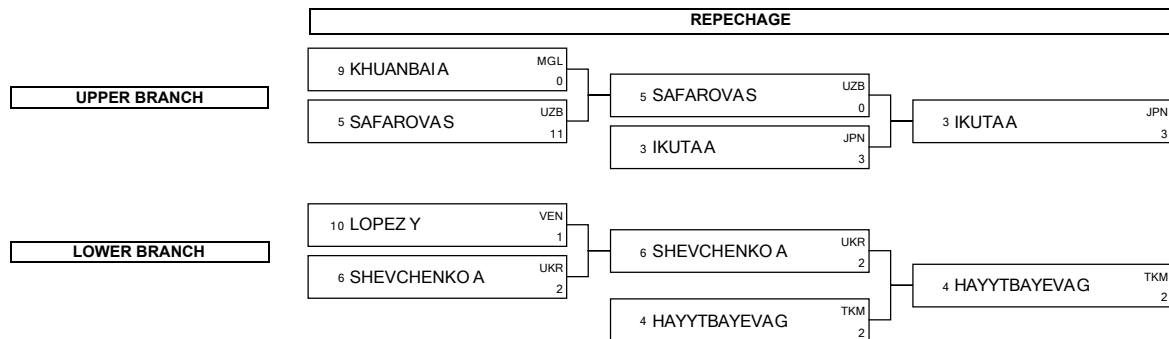 REPECHAGE
9 KHUANBAI A MGL 0
UPPER BRANCH
5 SAFAROVA S UZB 11
5 SAFAROVA S UZB 0
3 IKUTA A JPN 3
3 IKUTA A JPN 3
10 LOPEZ Y VEN 1
LOWER BRANCH
6 SHEVCHENKO A UKR 2
6 SHEVCHENKO A UKR 2
4 HAYYTBAYEVA G TKM 2
4 HAYYTBAYEVA G TKM 2